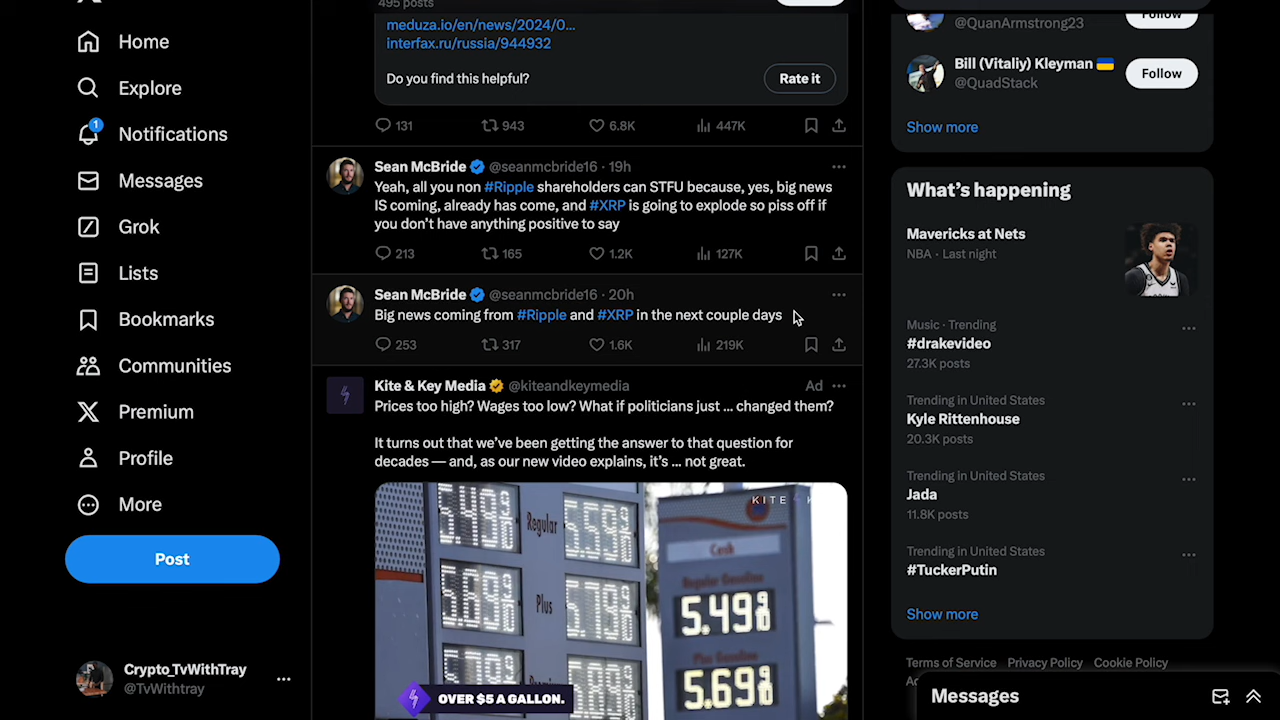 495 posts
meduza.io/en/news/2024/0…
interfax.ru/russia/944932
Do you find this helpful?
Rate it
131 943 6.8K 447K
Home
Explore
1
Notifications
Messages
Grok
Lists
Bookmarks
Communities
Premium
Profile
More
Post
Crypto_TvWithTray
@TvWithtray
Sean McBride @seanmcbride16 · 19h
Yeah, all you non #Ripple shareholders can STFU because, yes, big news
IS coming, already has come, and #XRP is going to explode so piss off if
you don’t have anything positive to say
213 165 1.2K 127K
Sean McBride @seanmcbride16 · 20h
Big news coming from #Ripple and #XRP in the next couple days
253 317 1.6K 219K
Kite & Key Media @kiteandkeymedia Ad
Prices too high? Wages too low? What if politicians just ... changed them?
It turns out that we’ve been getting the answer to that question for
decades — and, as our new video explains, it’s ... not great.
KITE
Regular
Plus
Cash
Regular Gasoline
5.49
5.69
OVER $5 A GALLON.
@QuanArmstrong23
Follow
Bill (Vitaliy) Kleyman
@QuadStack
Follow
Show more
What’s happening
Mavericks at Nets
NBA · Last night
Music · Trending
#drakevideo
27.3K posts
Trending in United States
Kyle Rittenhouse
20.3K posts
Trending in United States
Jada
11.8K posts
Trending in United States
#TuckerPutin
Show more
Terms of Service Privacy Policy Cookie Policy
Messages